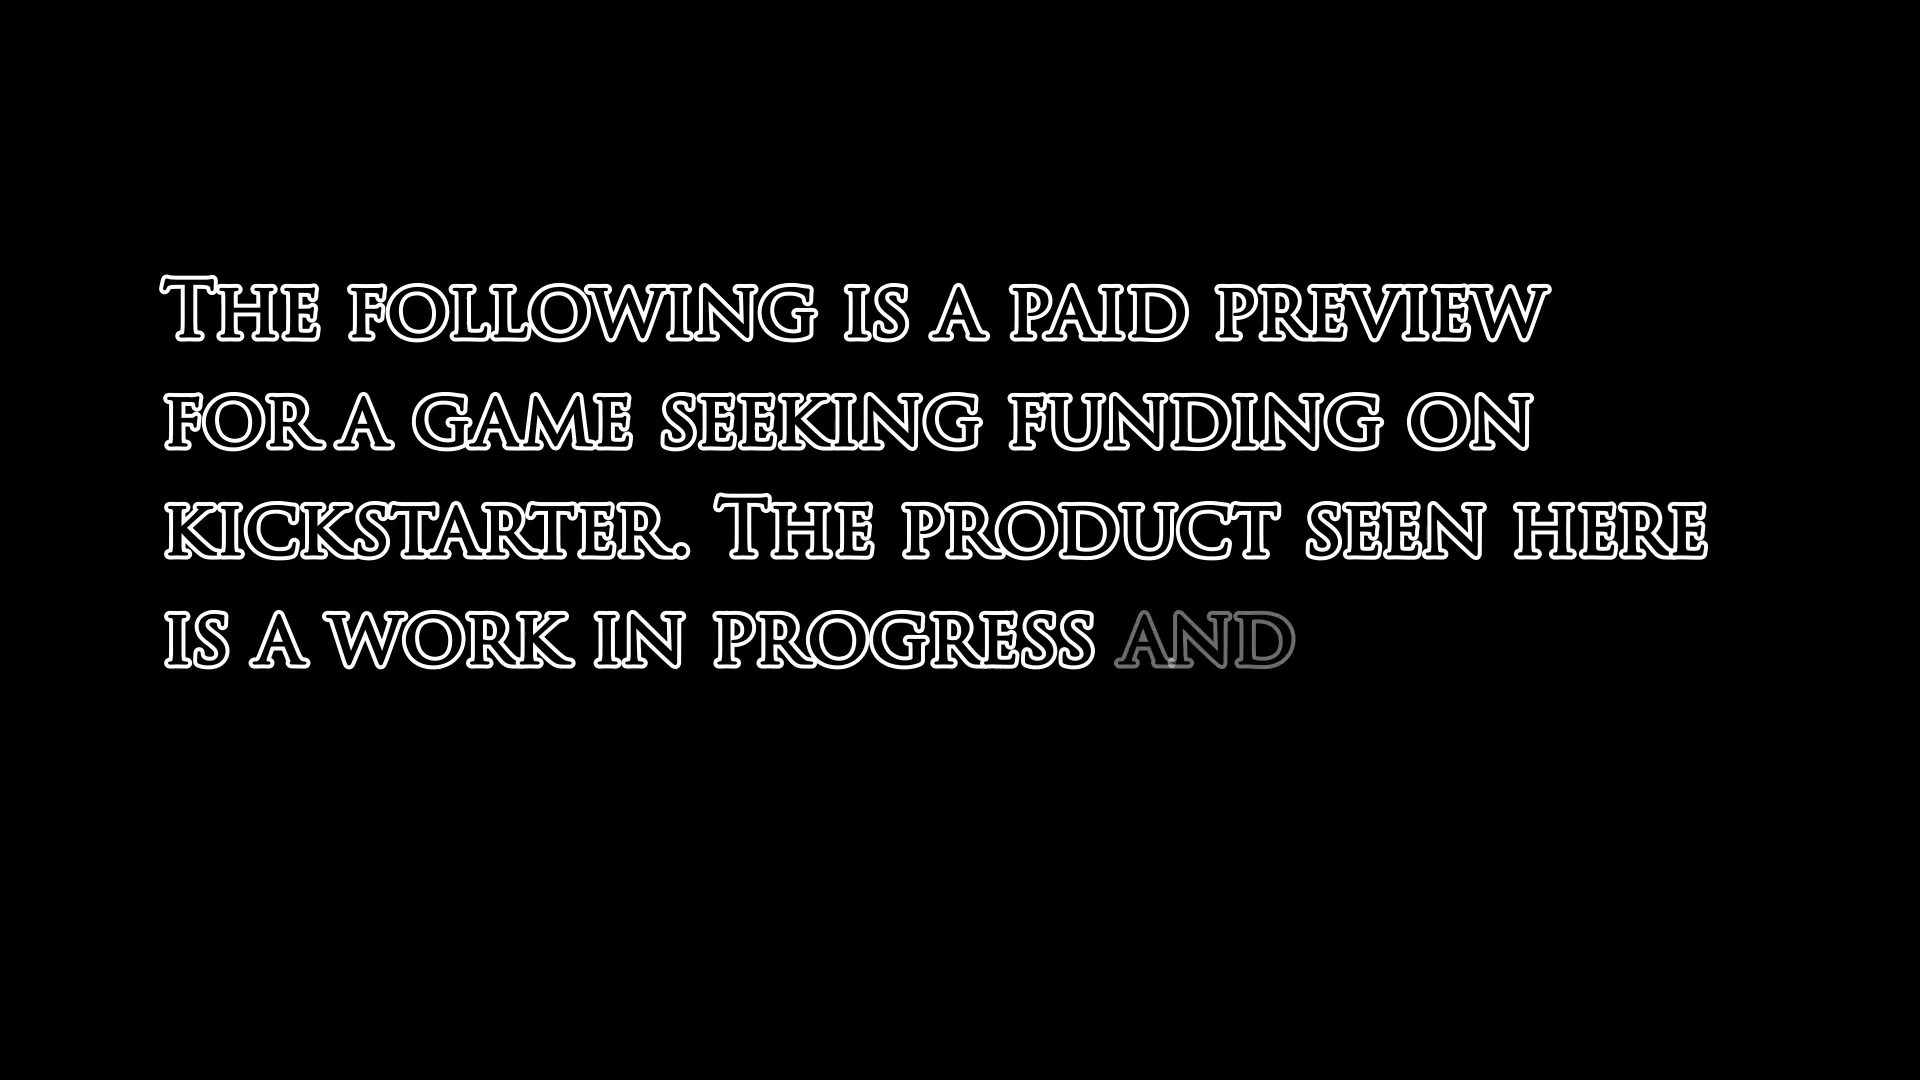 The following is a paid preview
for a game seeking funding on
kickstarter. The product seen here
is a work in progress and